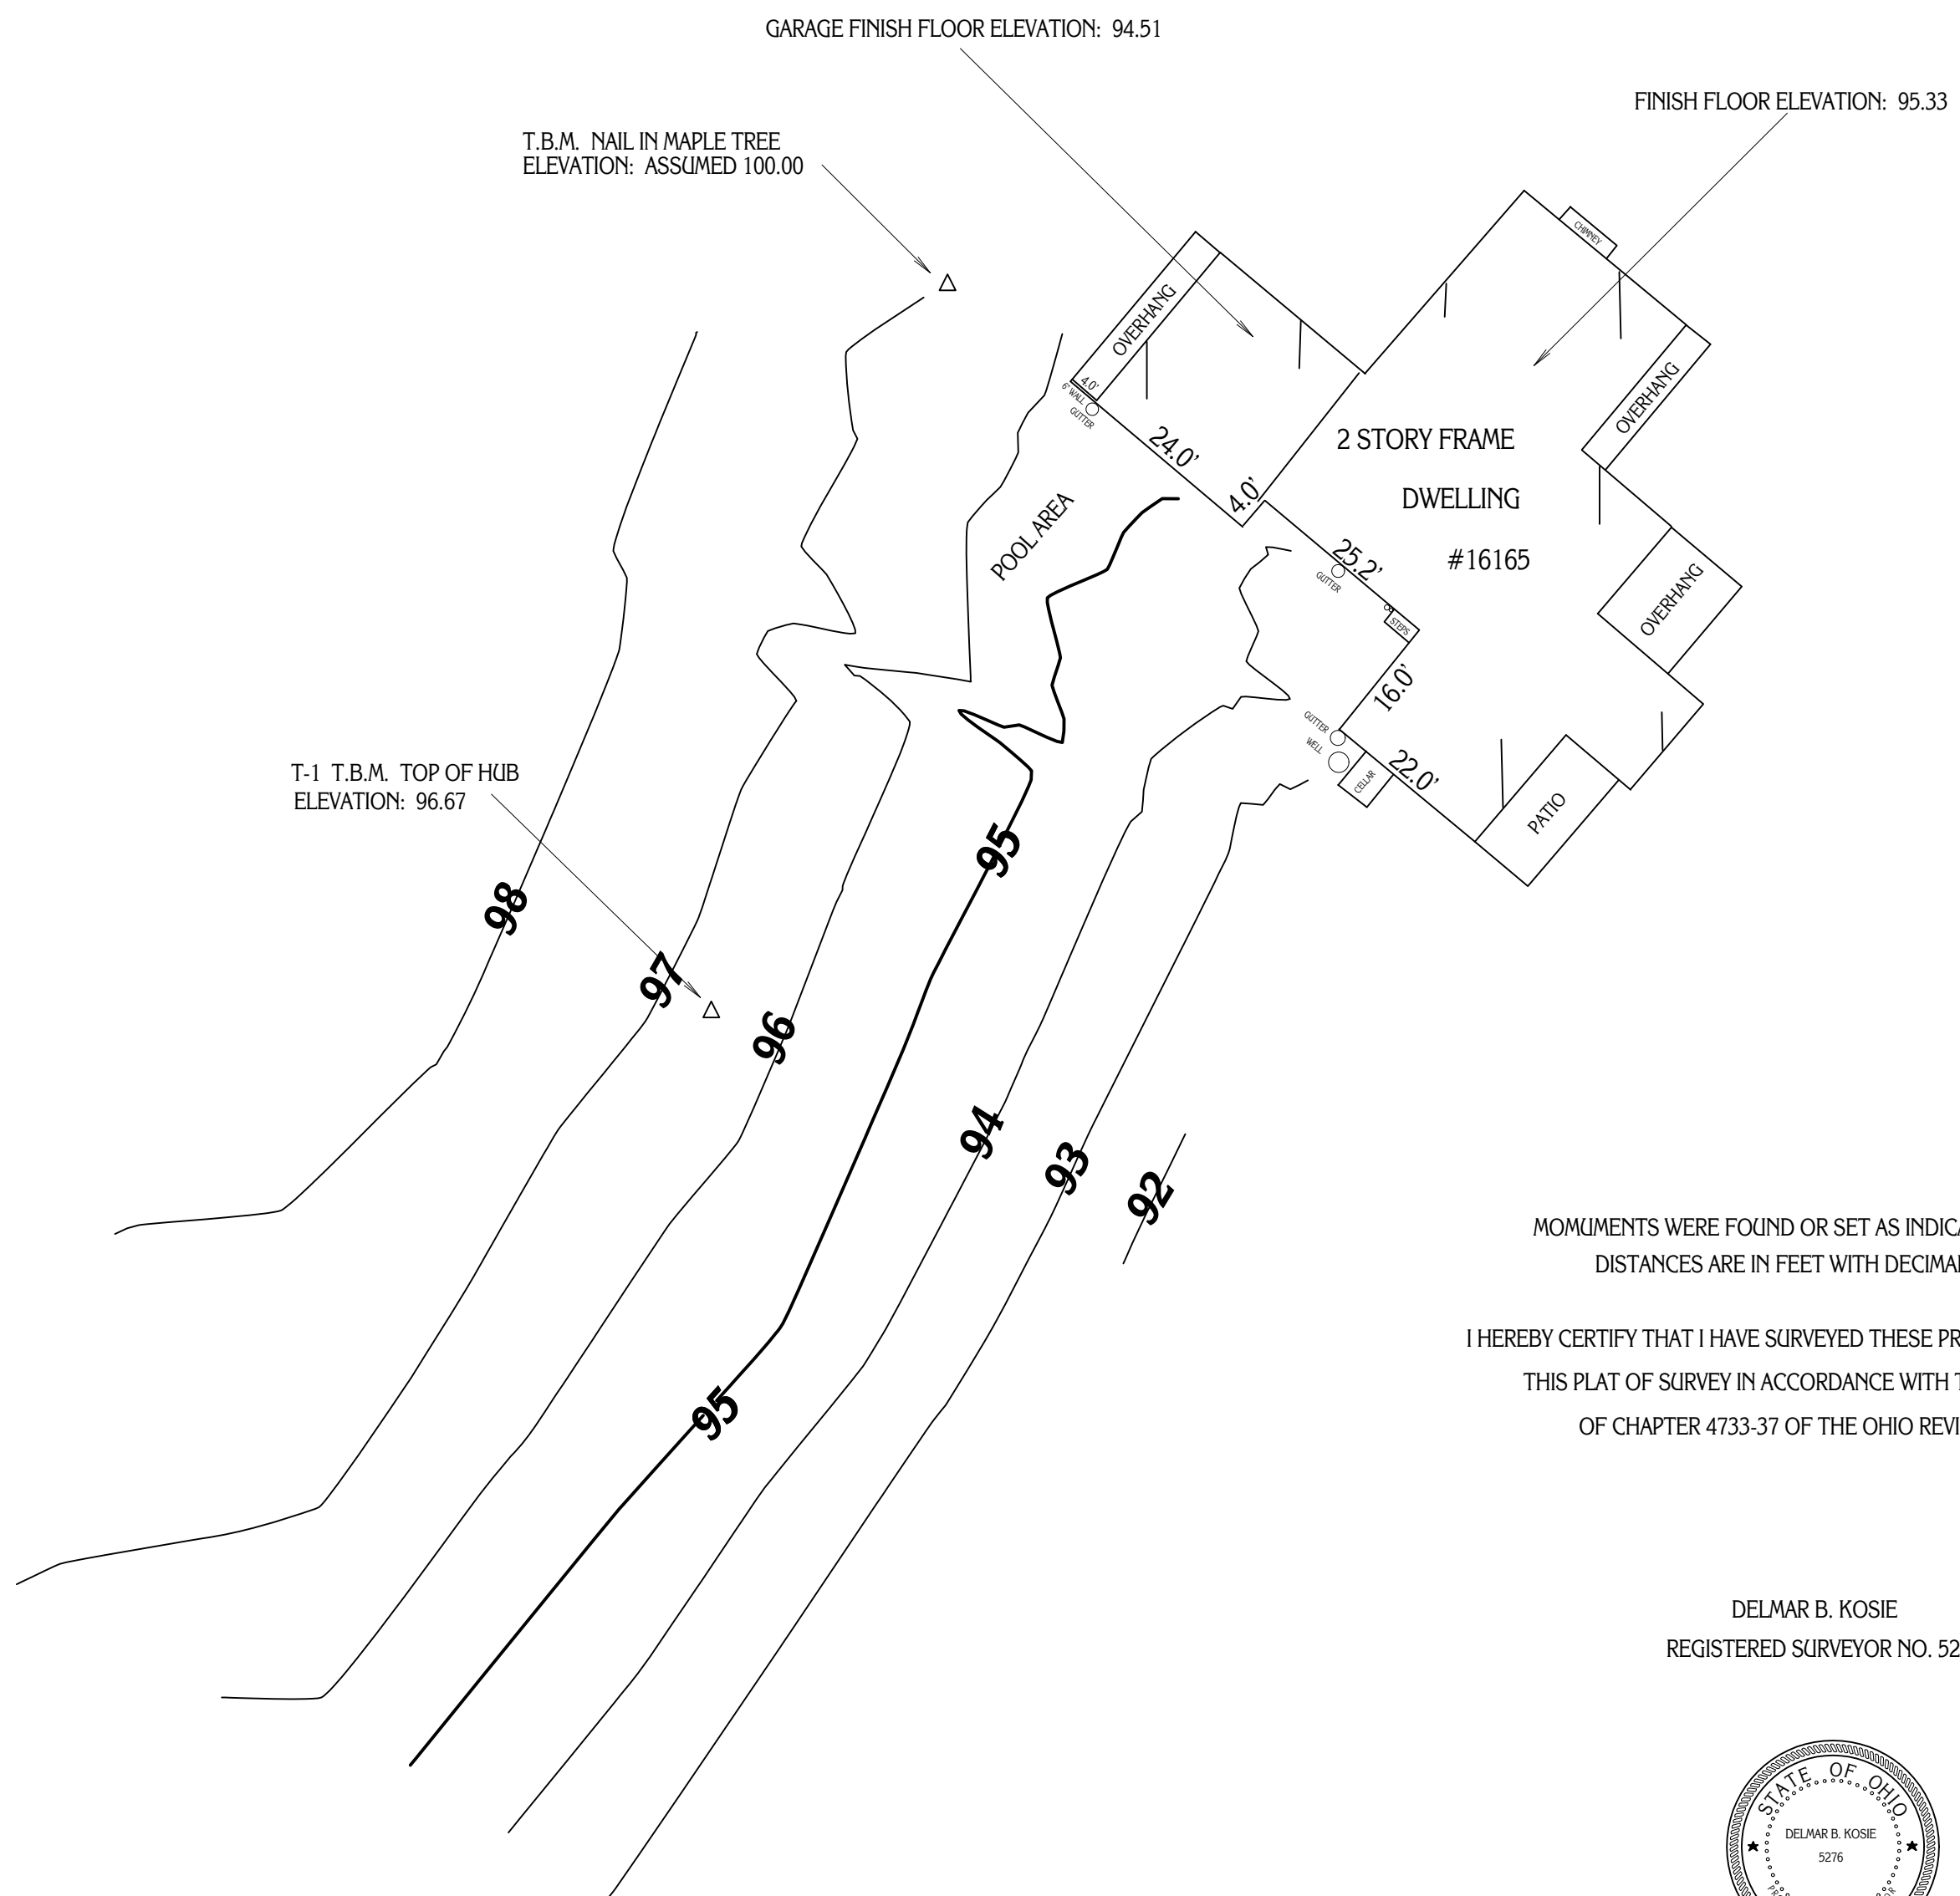 GARAGE FINISH FLOOR ELEVATION: 94.51
FINISH FLOOR ELEVATION: 95.33
T.B.M. NAIL IN MAPLE TREE
ELEVATION: ASSUMED 100.00
CHIMNEY
OVERHANG
4.0'
6" WALL
GUTTER
24.0'
4.0'
OVERHANG
2 STORY FRAME
DWELLING
#16165
POOL AREA
25.2'
GUTTER
STEPS
OVERHANG
16.0'
GUTTER
WELL
CELLAR
22.0'
PATIO
T-1 T.B.M. TOP OF HUB
ELEVATION: 96.67
98
97
96
95
94
93
92
95
MOMUMENTS WERE FOUND OR SET AS INDICA
DISTANCES ARE IN FEET WITH DECIMA
I HEREBY CERTIFY THAT I HAVE SURVEYED THESE PR
THIS PLAT OF SURVEY IN ACCORDANCE WITH T
OF CHAPTER 4733-37 OF THE OHIO REVI
DELMAR B. KOSIE
REGISTERED SURVEYOR NO. 52
STATE OF OHIO
DELMAR B. KOSIE
5276